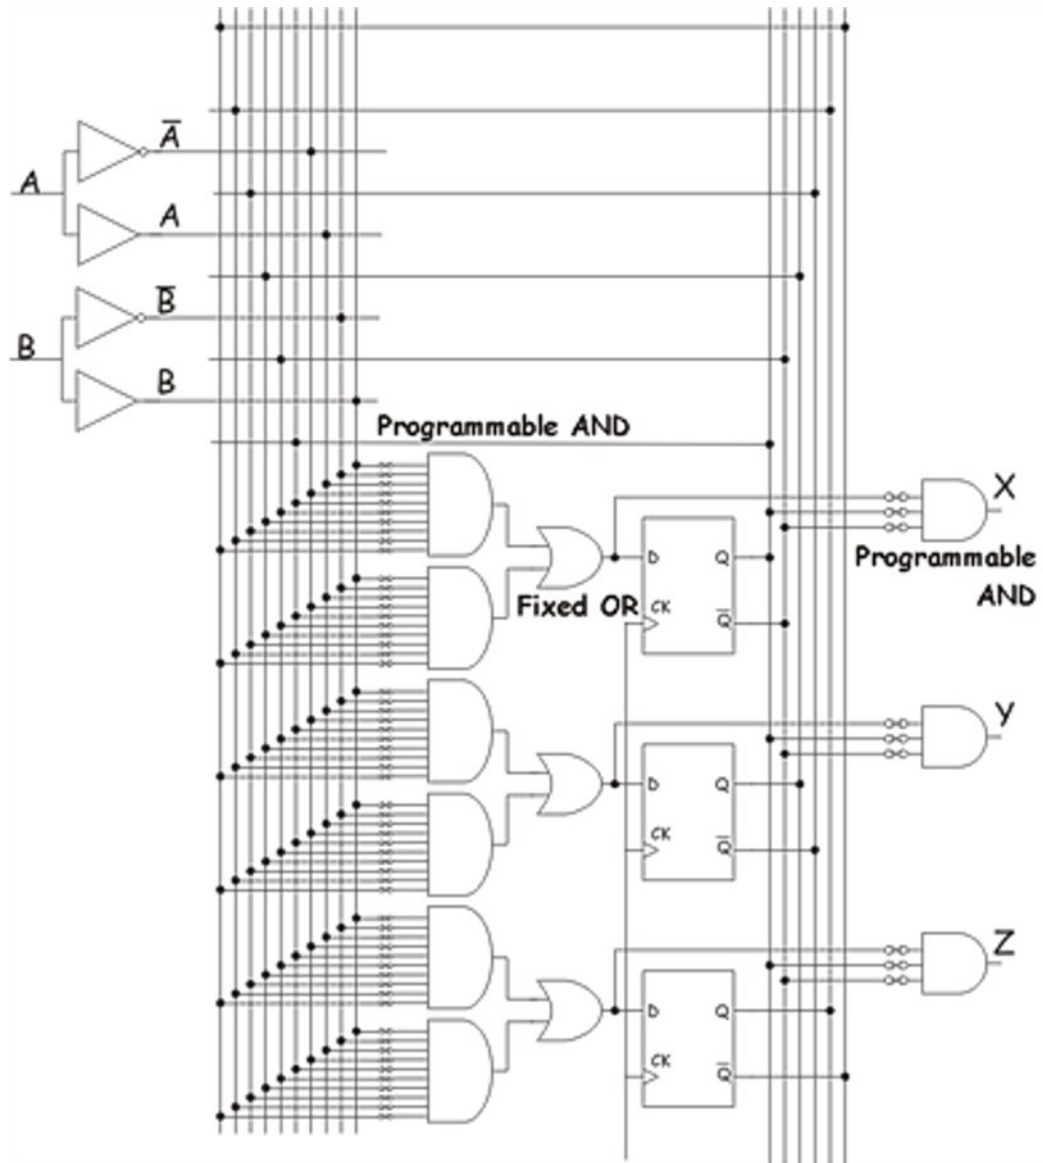 A̅
A
A
B̅
B
B
Programmable AND
X
Programmable
AND
D
Q
Fixed OR
CK
Q̅
Y
D
Q
CK
Q̅
Z
D
Q
CK
Q̅